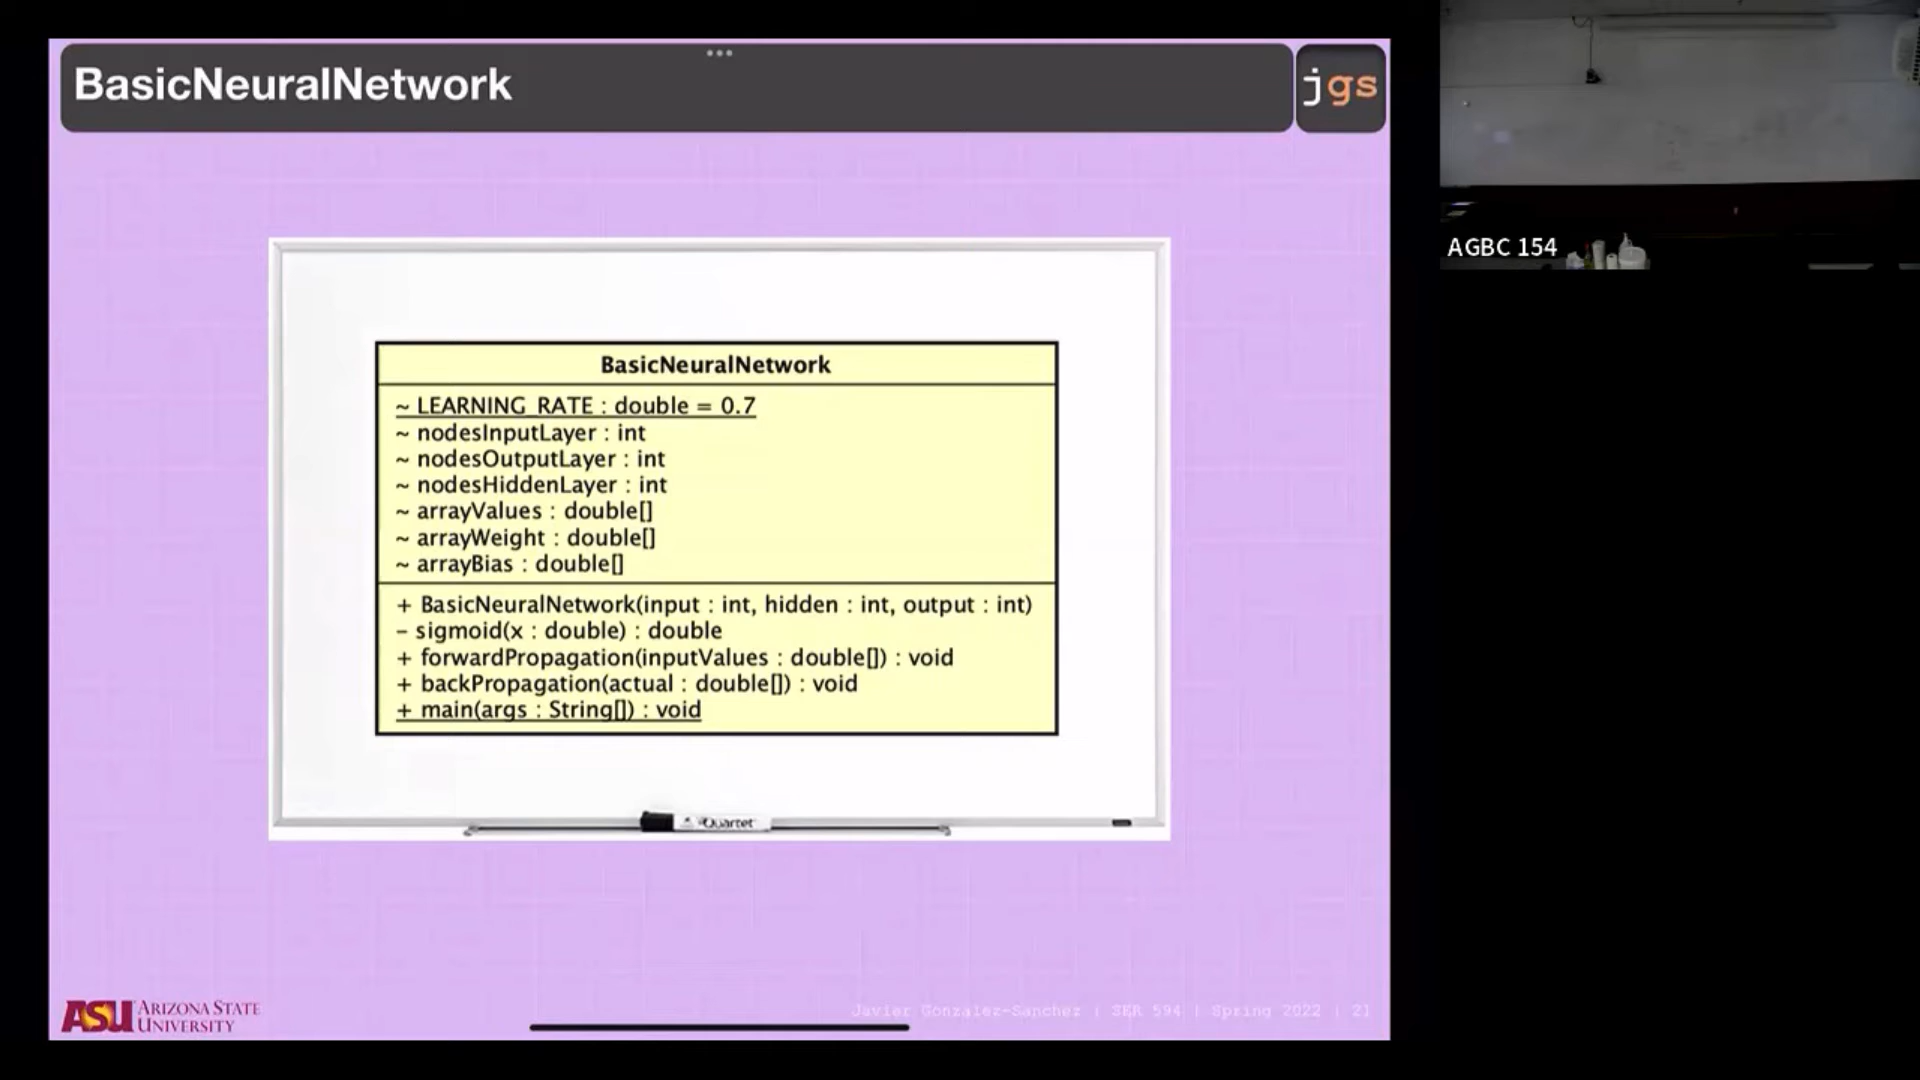 BasicNeuralNetwork
jgs
BasicNeuralNetwork
~ LEARNING_RATE : double = 0.7
~ nodesInputLayer : int
~ nodesOutputLayer : int
~ nodesHiddenLayer : int
~ arrayValues : double[]
~ arrayWeight : double[]
~ arrayBias : double[]
+ BasicNeuralNetwork(input : int, hidden : int, output : int)
- sigmoid(x : double) : double
+ forwardPropagation(inputValues : double[]) : void
+ backPropagation(actual : double[]) : void
+ main(args : String[]) : void
Quartet
ASU ARIZONA STATE
UNIVERSITY
Javier Gonzalez-Sanchez | SER 594 | Spring 2022 | 21
AGBC 154